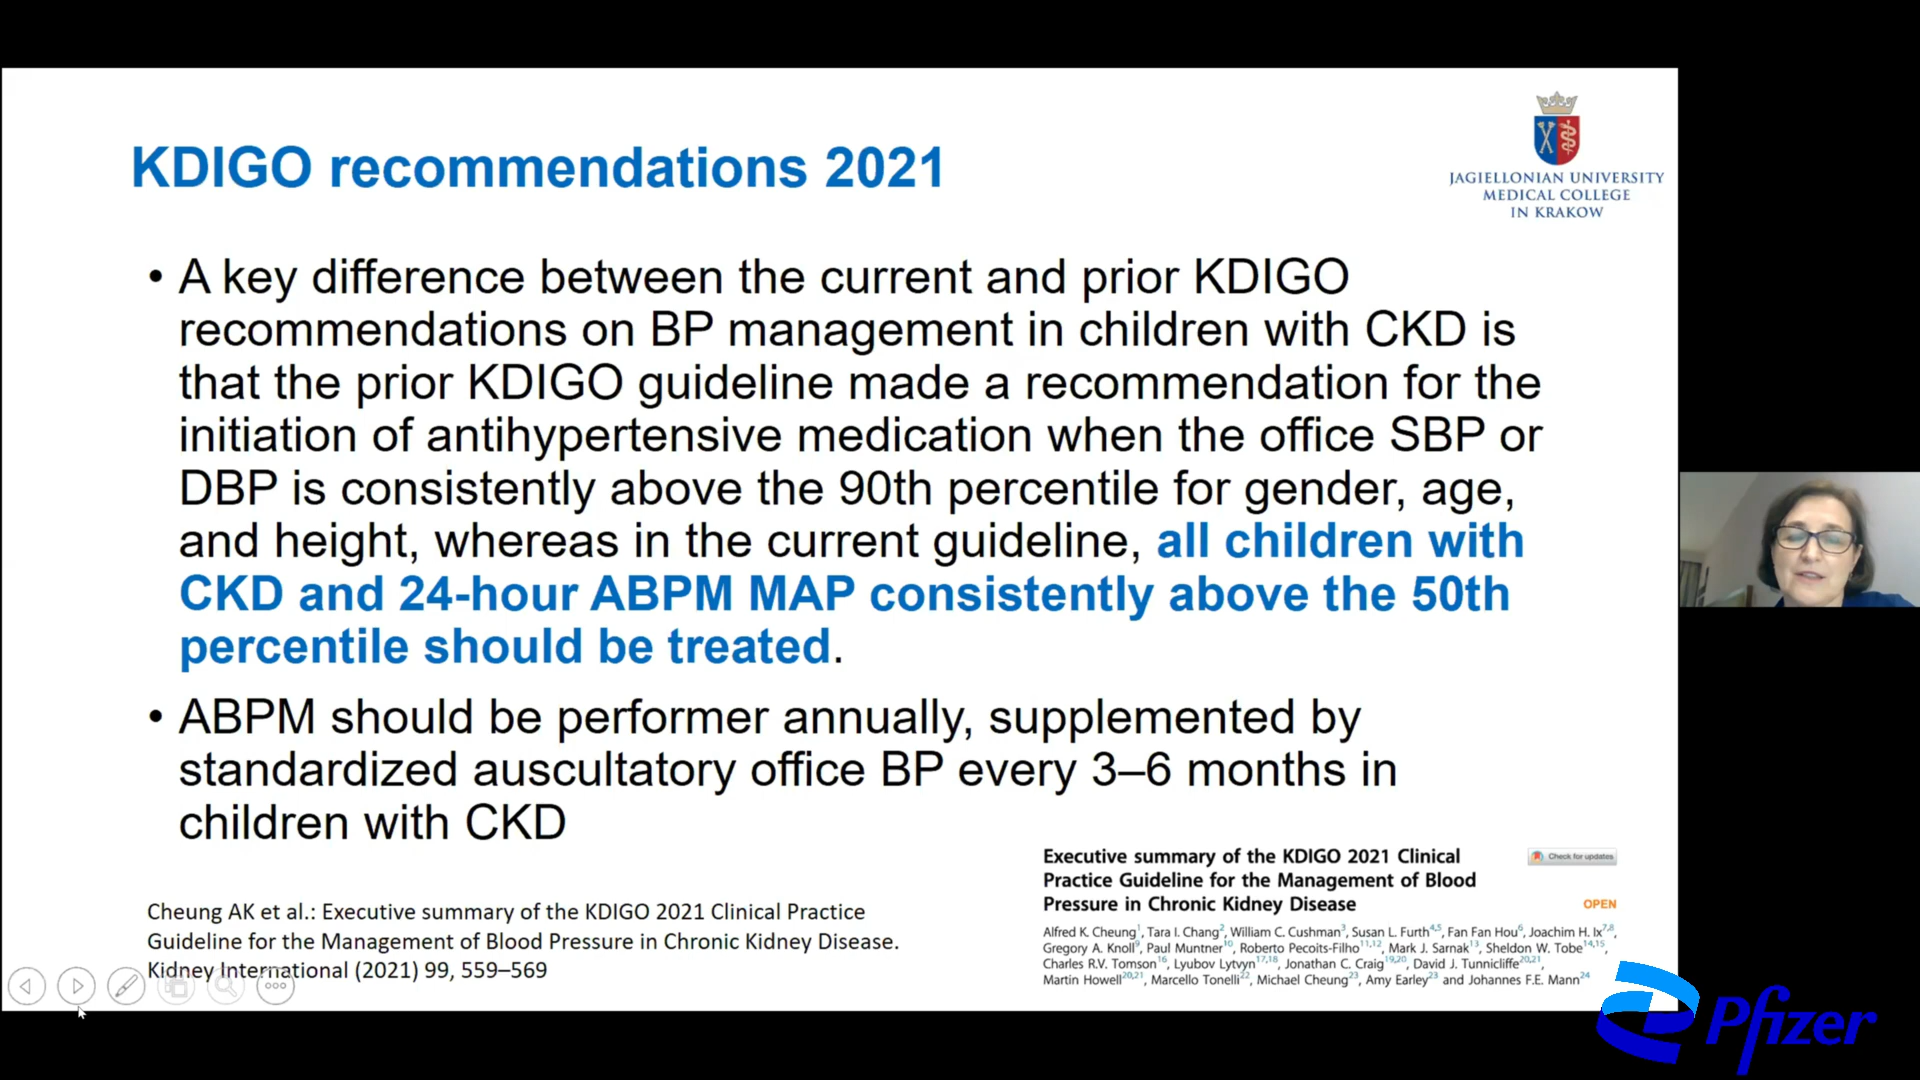 KDIGO recommendations 2021
JAGIELLONIAN UNIVERSITY
MEDICAL COLLEGE
IN KRAKOW
• A key difference between the current and prior KDIGO
recommendations on BP management in children with CKD is
that the prior KDIGO guideline made a recommendation for the
initiation of antihypertensive medication when the office SBP or
DBP is consistently above the 90th percentile for gender, age,
and height, whereas in the current guideline, all children with
CKD and 24-hour ABPM MAP consistently above the 50th
percentile should be treated.
• ABPM should be performer annually, supplemented by
standardized auscultatory office BP every 3–6 months in
children with CKD
Cheung AK et al.: Executive summary of the KDIGO 2021 Clinical Practice
Guideline for the Management of Blood Pressure in Chronic Kidney Disease.
Kidney International (2021) 99, 559–569
Executive summary of the KDIGO 2021 Clinical
Practice Guideline for the Management of Blood
Pressure in Chronic Kidney Disease
Check for updates
OPEN
Alfred K. Cheung1, Tara I. Chang2, William C. Cushman3, Susan L. Furth4,5, Fan Fan Hou6, Joachim H. Ix7,8,
Gregory A. Knoll9, Paul Muntner10, Roberto Pecoits-Filho11,12, Mark J. Sarnak13, Sheldon W. Tobe14,15,
Charles R.V. Tomson16, Lyubov Lytvyn17,18, Jonathan C. Craig19,20, David J. Tunnicliffe20,21,
Martin Howell20,21, Marcello Tonelli22, Michael Cheung23, Amy Earley23 and Johannes F.E. Mann24
Pfizer